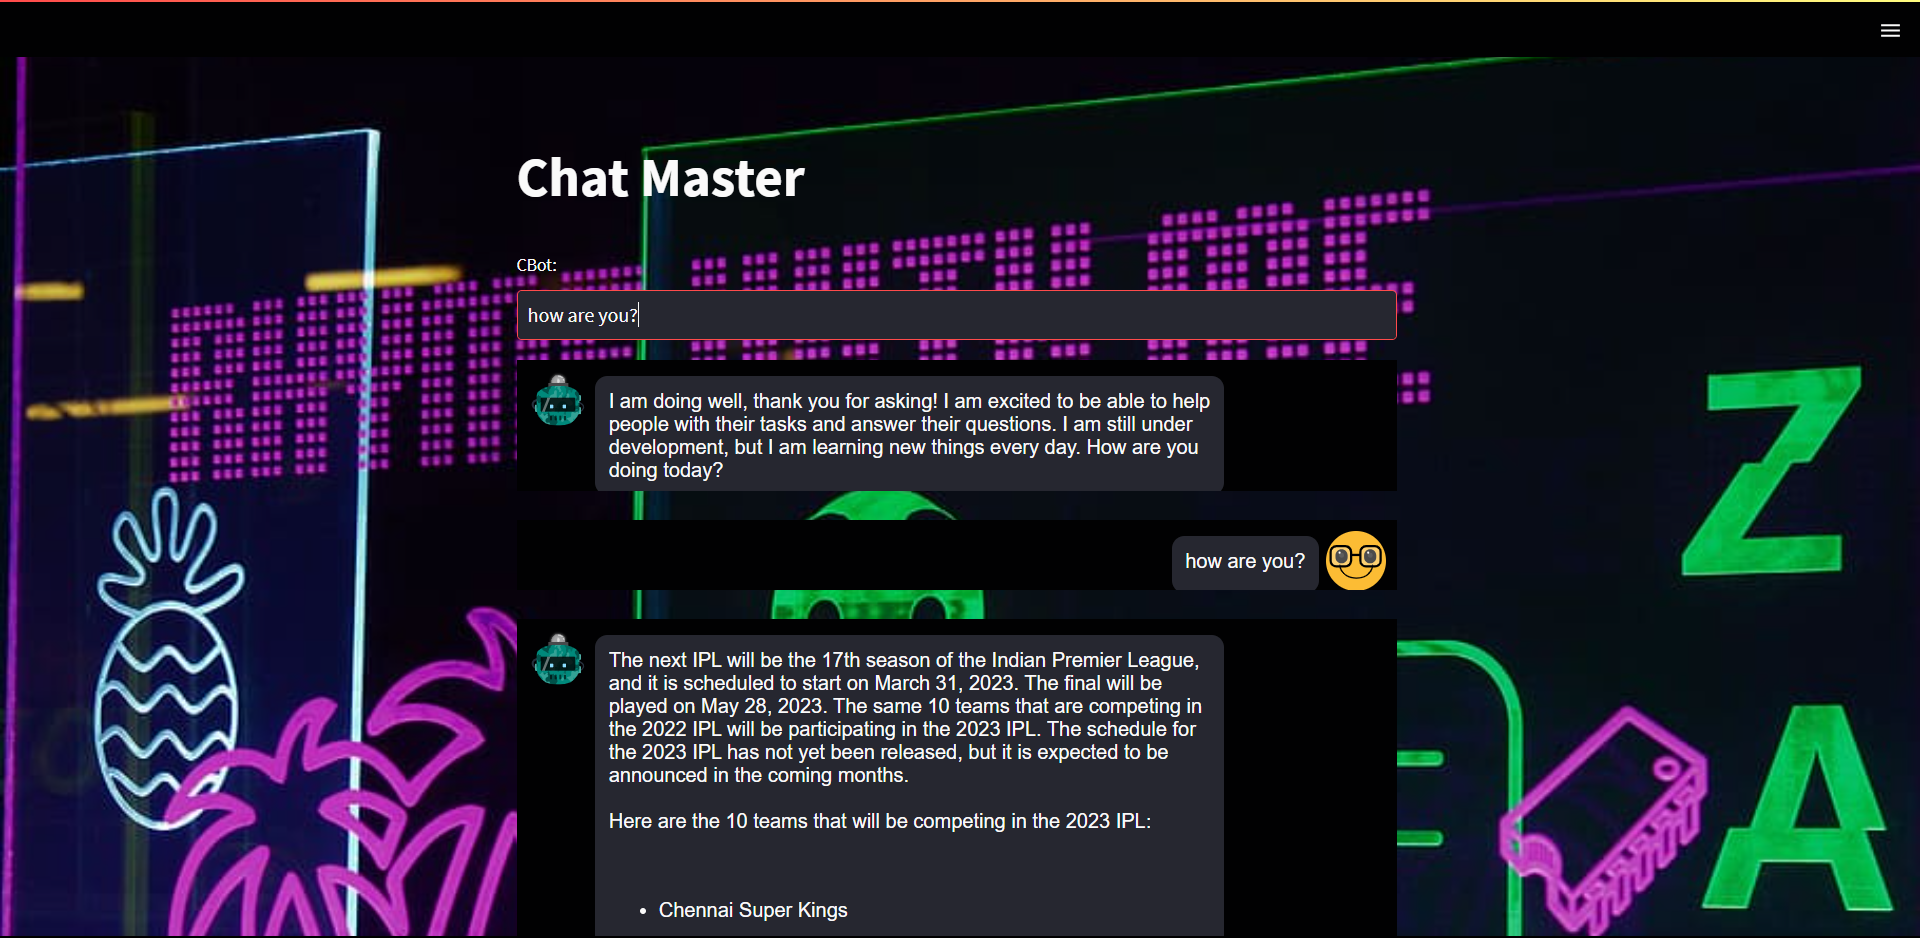 Chat Master
CBot:
how are you?
I am doing well, thank you for asking! I am excited to be able to help
people with their tasks and answer their questions. I am still under
development, but I am learning new things every day. How are you
doing today?
how are you?
The next IPL will be the 17th season of the Indian Premier League,
and it is scheduled to start on March 31, 2023. The final will be
played on May 28, 2023. The same 10 teams that are competing in
the 2022 IPL will be participating in the 2023 IPL. The schedule for
the 2023 IPL has not yet been released, but it is expected to be
announced in the coming months.
Here are the 10 teams that will be competing in the 2023 IPL:
• Chennai Super Kings
Z
A